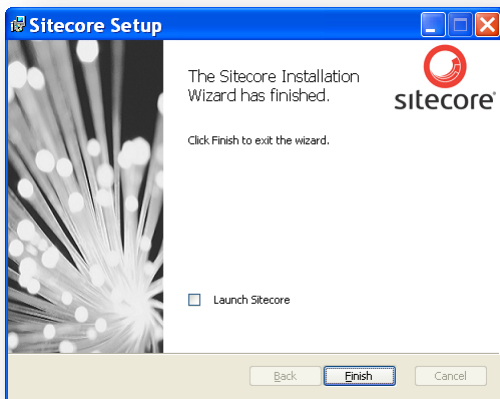 Sitecore Setup
The Sitecore Installation
Wizard has finished.
sitecore
Click Finish to exit the wizard.
Launch Sitecore
Back
Finish
Cancel